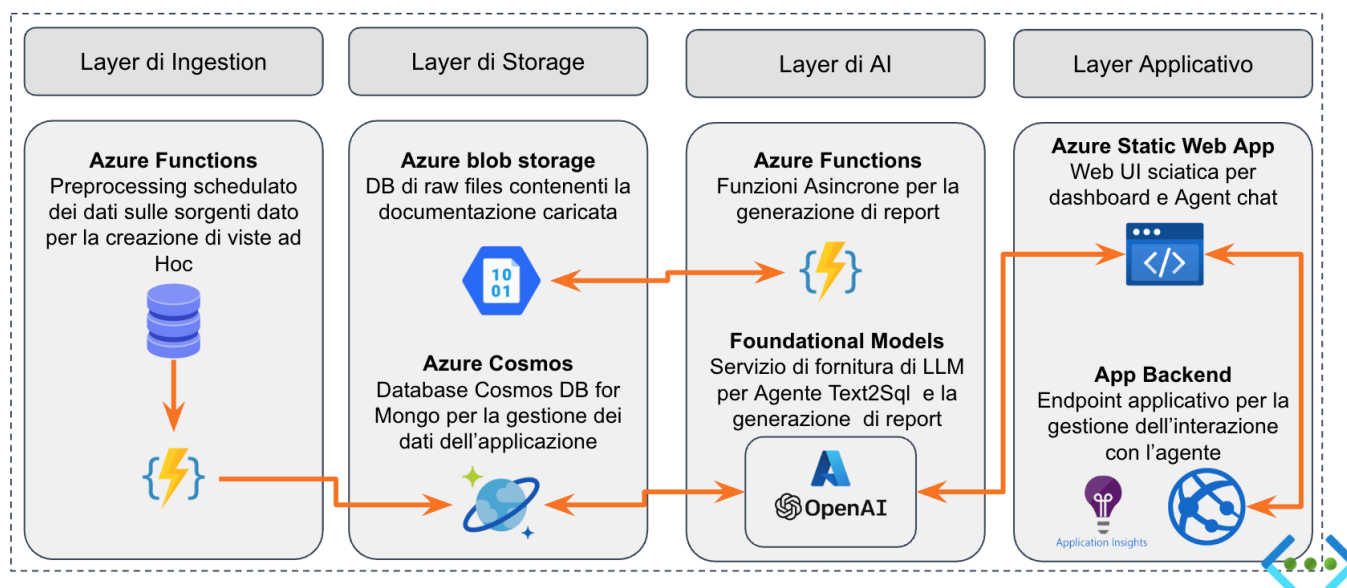 Layer di Ingestion
Layer di Storage
Layer di AI
Layer Applicativo
Azure Functions
Preprocessing schedulato
dei dati sulle sorgenti dato
per la creazione di viste ad
Hoc
Azure blob storage
DB di raw files contenenti la
documentazione caricata
10
01
Azure Cosmos
Database Cosmos DB for
Mongo per la gestione dei
dati dell'applicazione
Azure Functions
Funzioni Asincrone per la
generazione di report
Foundational Models
Servizio di fornitura di LLM
per Agente Text2Sql e la
generazione di report
OpenAI
Azure Static Web App
Web UI sciatica per
dashboard e Agent chat
App Backend
Endpoint applicativo per la
gestione dell'interazione
con l'agente
Application Insights